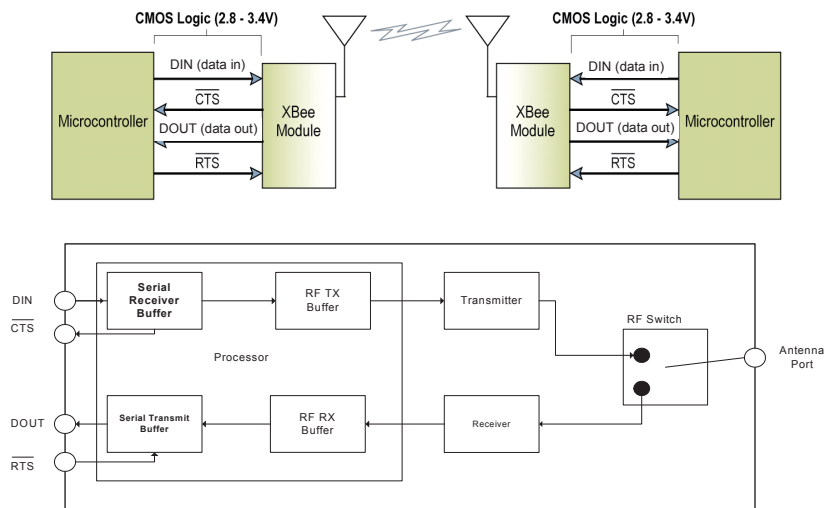 CMOS Logic (2.8 - 3.4V)
CMOS Logic (2.8 - 3.4V)
DIN (data in)
CTS
DOUT (data out)
RTS
Microcontroller
XBee
Module
DIN (data in)
CTS
DOUT (data out)
RTS
XBee
Module
Microcontroller
DIN
CTS
DOUT
RTS
Serial
Receiver
Buffer
RF TX
Buffer
Transmitter
RF Switch
Antenna
Port
Processor
Serial Transmit
Buffer
RF RX
Buffer
Receiver